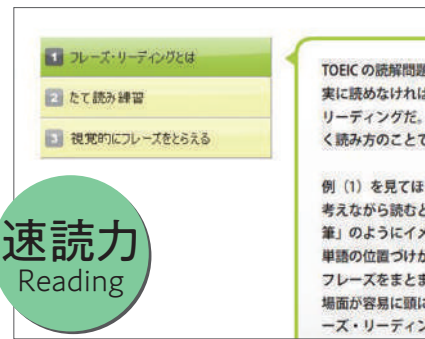 1 フレーズ・リーディングとは
2 たて読み練習
3 視覚的にフレーズをとらえる
速読力
Reading
TOEIC の読解問題
実に読めなければ
リーディングだ。
く読み方のことで
例（1）を見てほ
考えながら読むと
筆」のようにイメ
単語の位置づけが
フレーズをまとま
場面が容易に頭に
ーズ・リーディン